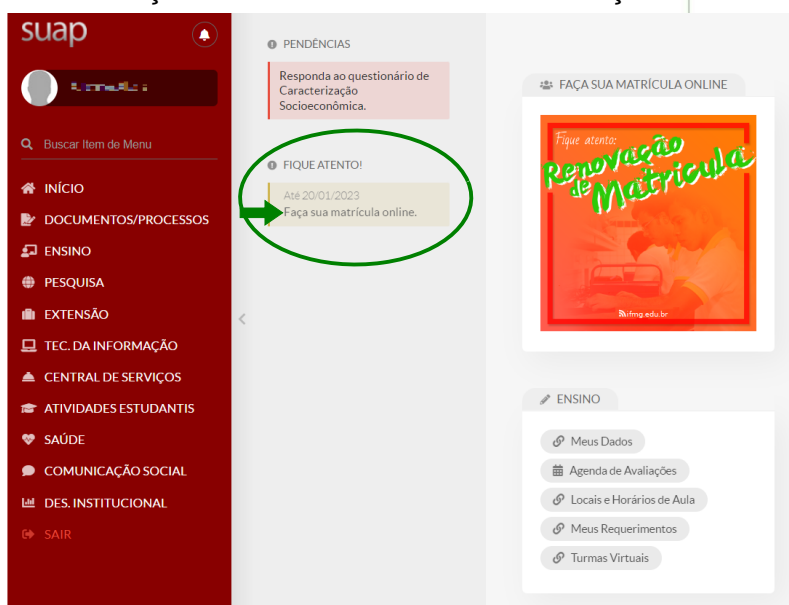 suap
Buscar Item de Menu
INÍCIO
DOCUMENTOS/PROCESSOS
ENSINO
PESQUISA
EXTENSÃO
TEC. DA INFORMAÇÃO
CENTRAL DE SERVIÇOS
ATIVIDADES ESTUDANTIS
SAÚDE
COMUNICAÇÃO SOCIAL
DES. INSTITUCIONAL
SAIR
PENDÊNCIAS
Responda ao questionário de
Caracterização
Socioeconômica.
FIQUE ATENTO!
Até 20/01/2023
Faça sua matrícula online.
FAÇA SUA MATRÍCULA ONLINE
Fique atento:
Renovação
de Matrícula
ifmg.edu.br
ENSINO
Meus Dados
Agenda de Avaliações
Locais e Horários de Aula
Meus Requerimentos
Turmas Virtuais